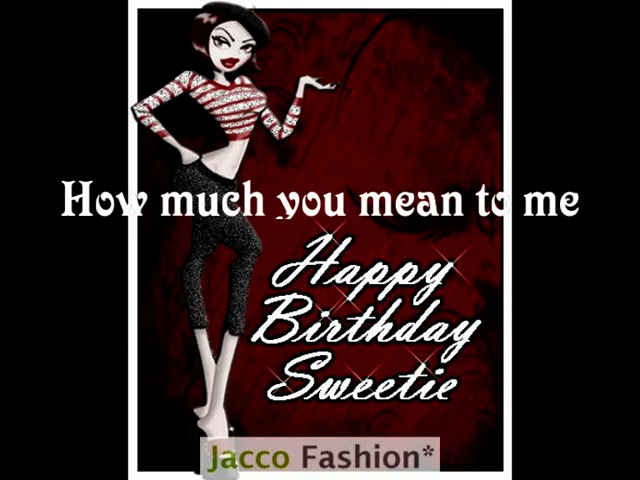 How much you mean to me
Happy
Birthday
Sweetie
Jacco Fashion*